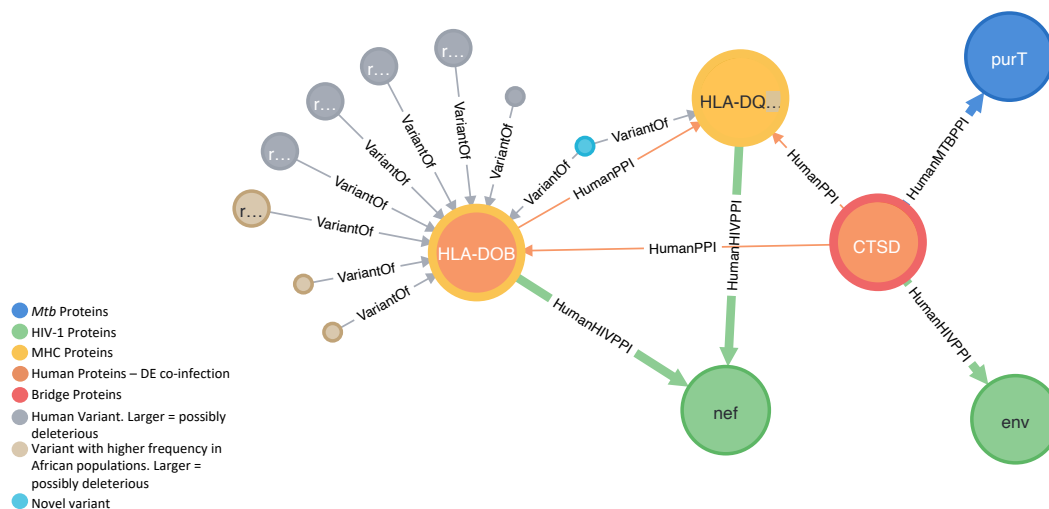 r...
r...
r...
r...
r...
VariantOf
VariantOf
VariantOf
VariantOf
VariantOf
VariantOf
VariantOf
VariantOf
VariantOf
VariantOf
HLA-DQ...
purT
HumanPPI
HumanPPI
HumanMTBPPI
HLA-DOB
HumanPPI
HumanHIVPPI
CTSD
HumanHIVPPI
HumanHIVPPI
nef
env
Mtb Proteins
HIV-1 Proteins
MHC Proteins
Human Proteins – DE co-infection
Bridge Proteins
Human Variant. Larger = possibly
deleterious
Variant with higher frequency in
African populations. Larger =
possibly deleterious
Novel variant